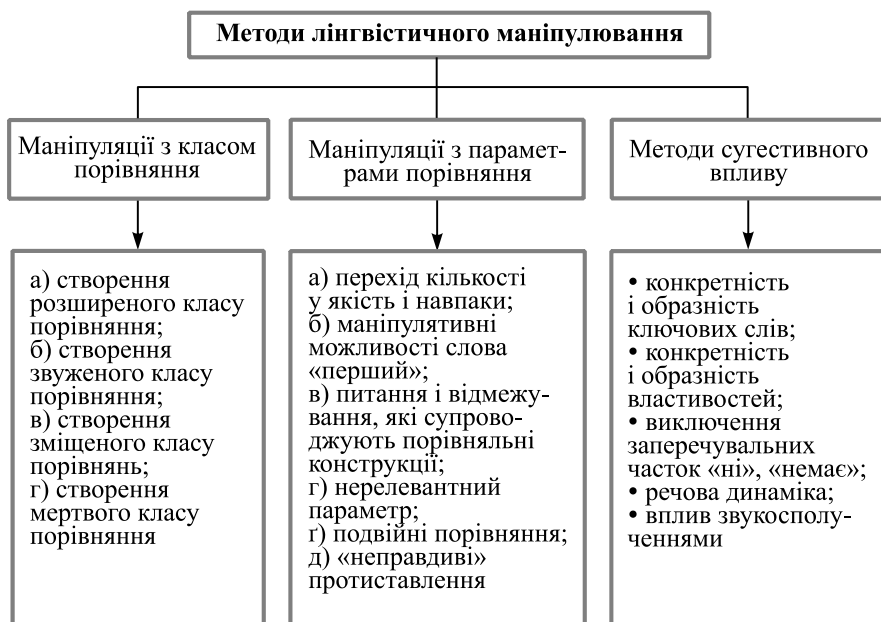 Методи лінгвістичного маніпулювання
Маніпуляції з класом
порівняння
Маніпуляції з парамет-
рами порівняння
Методи сугестивного
впливу
а) створення
розширеного класу
порівняння;
б) створення
звуженого класу
порівняння;
в) створення
зміщеного класу
порівнянь;
г) створення
мертвого класу
порівняння
а) перехід кількості
у якість і навпаки;
б) маніпулятивні
можливості слова
«перший»;
в) питання і відмежу-
вання, які супрово-
джують порівняльні
конструкції;
г) нерелевантний
параметр;
ґ) подвійні порівняння;
д) «неправдиві»
протиставлення
• конкретність
і образність
ключових слів;
• конкретність
і образність
властивостей;
• виключення
заперечувальних
часток «ні», «немає»;
• речова динаміка;
• вплив звукосполу-
ченнями